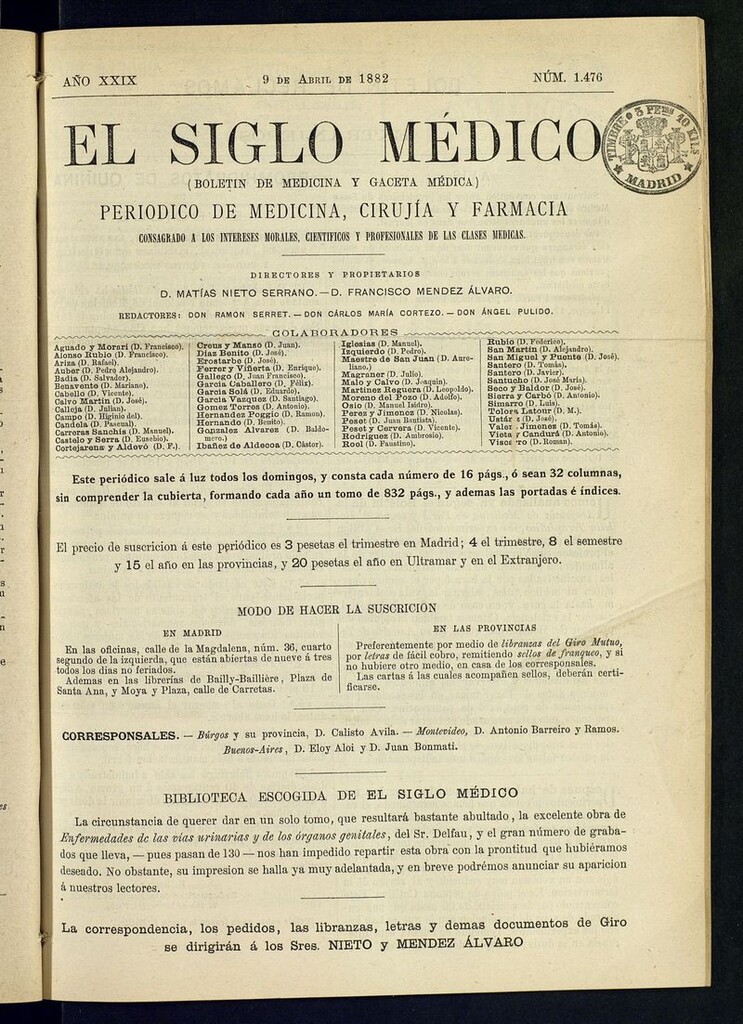 AÑO XXIX
9 DE ABRIL DE 1882
NÚM. 1.476
EL SIGLO MÉDICO
TIMBRE 3 PEs 10 KILS
MADRID
(BOLETIN DE MEDICINA Y GACETA MÉDICA)
PERIODICO DE MEDICINA, CIRUJÍA Y FARMACIA
CONSAGRADO A LOS INTERESES MORALES, CIENTIFICOS Y PROFESIONALES DE LAS CLASES MEDICAS.
DIRECTORES Y PROPIETARIOS
D. MATÍAS NIETO SERRANO.—D. FRANCISCO MENDEZ ÁLVARO.
REDACTORES: DON RAMON SERRET.—DON CÁRLOS MARÍA CORTEZO.—DON ÁNGEL PULIDO.
COLABORADORES
Aguado y Morari (D. Francisco).
Alonso Rubio (D. Francisco).
Ariza (D. Rafael).
Auber (D. Pedro Alejandro).
Badia (D. Salvador).
Benavente (D. Mariano).
Cabello (D. Vicente).
Calvo Martin (D. José).
Calleja (D. Julian).
Campo (D. Higinio del).
Candela (D. Pascual).
Carreras Sanchis (D. Manuel).
Castelo y Serra (D. Eusebio).
Cortejarena y Aldevó (D. F.).
Creus y Manso (D. Juan).
Diaz Benito (D. José).
Erostarbe (D. José).
Ferrer y Viñerta (D. Enrique).
Gallego (D. Juan Francisco).
Garcia Caballero (D. Félix).
Garcia Solá (D. Eduardo).
Garcia Vazquez (D. Santiago).
Gomez Torres (D. Antonio).
Hernandez Poggio (D. Ramon).
Hernando (D. Benito).
Gonzalez Alvarez (D. Baldomero.)
Ibañez de Aldecoa (D. Cástor).
Iglesias (D. Manuel).
Izquierdo (D. Pedro).
Maestre de San Juan (D. Aureliano.)
Magraner (D. Julio).
Malo y Calvo (D. Joaquin).
Martinez Reguera (D. Leopoldo).
Moreno del Pozo (D. Adolfo).
Osio (D. Manuel Isidro).
Perez y Jimenez (D. Nicolas).
Peset (D. Juan Bautista).
Peset y Cervera (D. Vicente).
Rodriguez (D. Ambrosio).
Roel (D. Faustino).
Rubio (D. Federico).
San Martin (D. Alejandro).
San Miguel y Puente (D. José).
Santero (D. Tomás).
Santero (D. Javier).
Santucho (D. José María).
Seco y Baldor (D. José).
Sierra y Carbó (D. Antonio).
Simarro (D. Luis).
Tolosa Latour (D. M.).
(D. José).
Jimenez (D. Tomás).
Vieta y Candurá (D. Antonio).
(D. Roman).
Este periódico sale á luz todos los domingos, y consta cada número de 16 págs., ó sean 32 columnas,
sin comprender la cubierta, formando cada año un tomo de 832 págs., y ademas las portadas é índices.
El precio de suscricion á este periódico es 3 pesetas el trimestre en Madrid; 4 el trimestre, 8 el semestre
y 15 el año en las provincias, y 20 pesetas el año en Ultramar y en el Extranjero.
MODO DE HACER LA SUSCRICION
EN MADRID
En las oficinas, calle de la Magdalena, núm. 36, cuarto
segundo de la izquierda, que están abiertas de nueve á tres
todos los dias no feriados.
Ademas en las librerías de Bailly-Baillière, Plaza de
Santa Ana, y Moya y Plaza, calle de Carretas.
EN LAS PROVINCIAS
Preferentemente por medio de libranzas del Giro Mutuo,
por letras de fácil cobro, remitiendo sellos de franqueo, y si
no hubiere otro medio, en casa de los corresponsales.
Las cartas á las cuales acompañen sellos, deberán certificarse.
CORRESPONSALES. — Búrgos y su provincia, D. Calisto Avila. — Montevideo, D. Antonio Barreiro y Ramos.
Buenos-Aires, D. Eloy Aloi y D. Juan Bonmati.
BIBLIOTECA ESCOGIDA DE EL SIGLO MÉDICO
La circunstancia de querer dar en un solo tomo, que resultará bastante abultado, la excelente obra de
Enfermedades de las vías urinarias y de los órganos genitales, del Sr. Delfau, y el gran número de graba-
dos que lleva, — pues pasan de 130 — nos han impedido repartir esta obra con la prontitud que hubiéramos
deseado. No obstante, su impresion se halla ya muy adelantada, y en breve podrémos anunciar su aparicion
á nuestros lectores.
La correspondencia, los pedidos, las libranzas, letras y demas documentos de Giro
se dirigirán á los Sres. NIETO y MENDEZ ÁLVARO